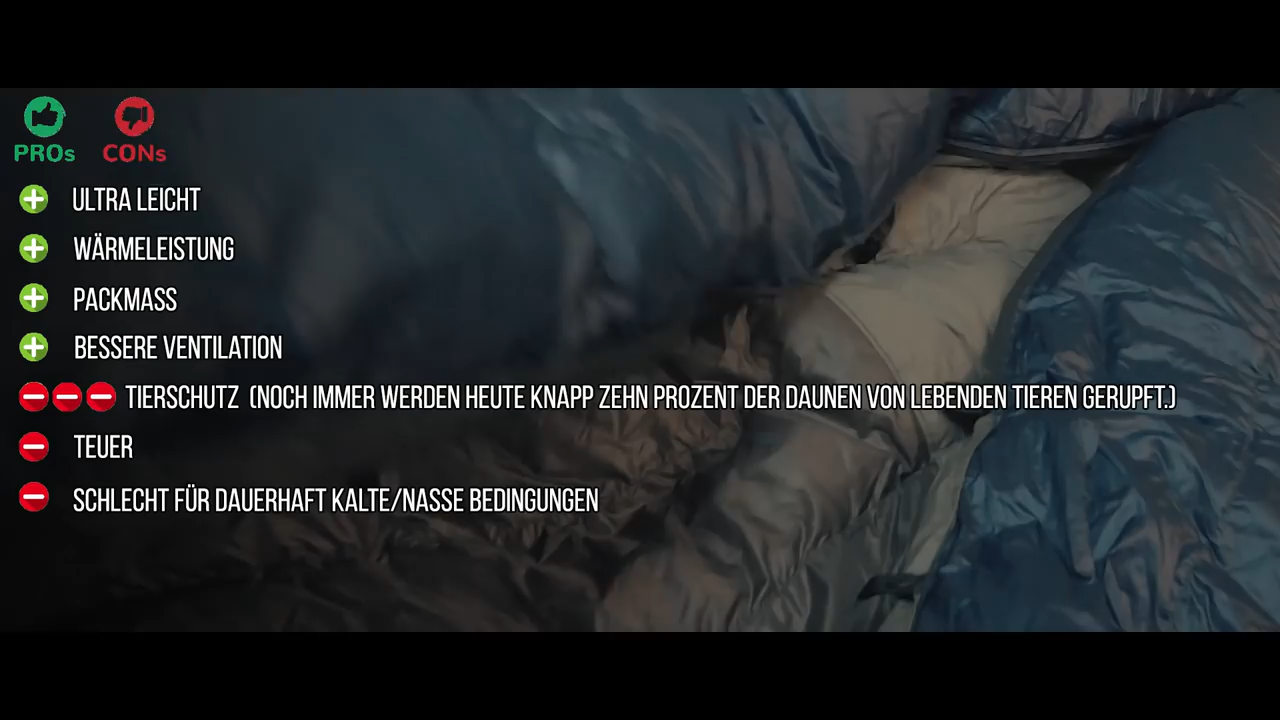 PROs CONs
ULTRA LEICHT
WÄRMELEISTUNG
PACKMASS
BESSERE VENTILATION
TIERSCHUTZ (NOCH IMMER WERDEN HEUTE KNAPP ZEHN PROZENT DER DAUNEN VON LEBENDEN TIEREN GERUPFT.)
TEUER
SCHLECHT FÜR DAUERHAFT KALTE/NASSE BEDINGUNGEN